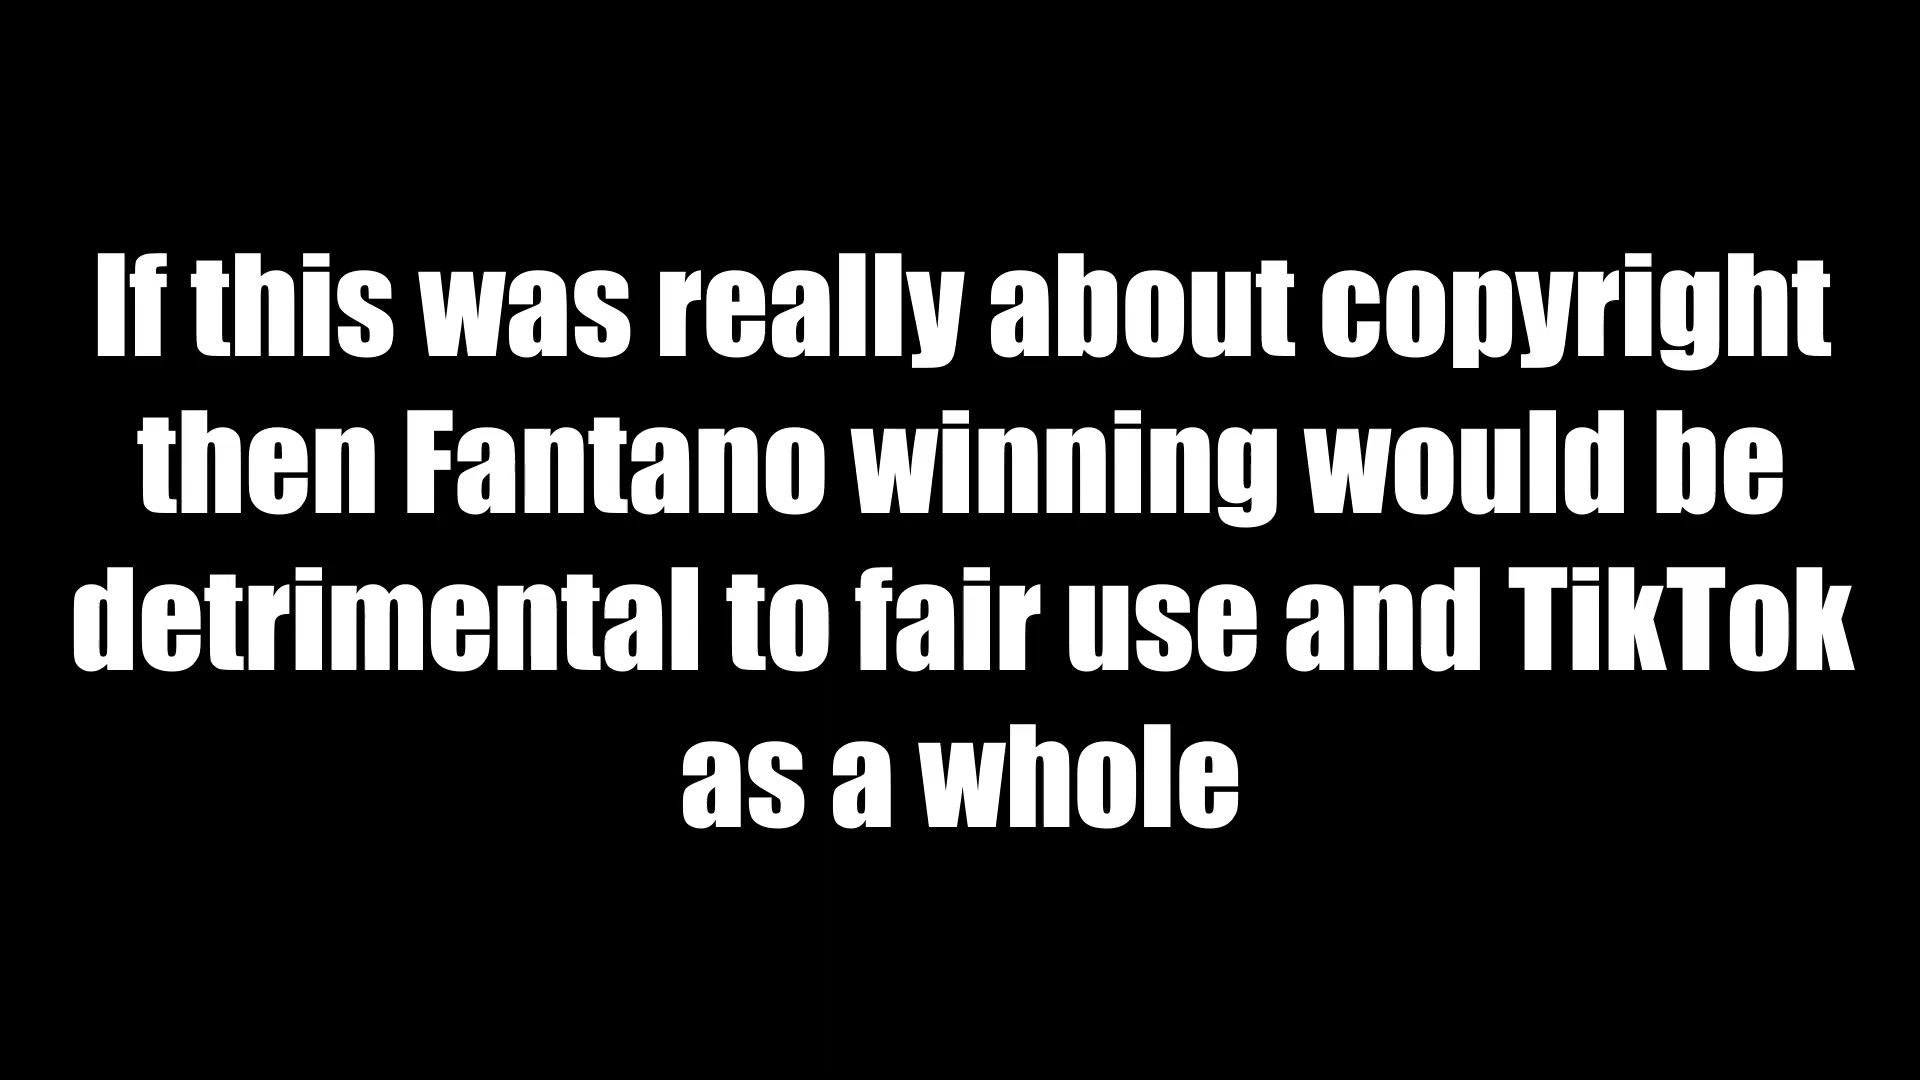 If this was really about copyright
then Fantano winning would be
detrimental to fair use and TikTok
as a whole